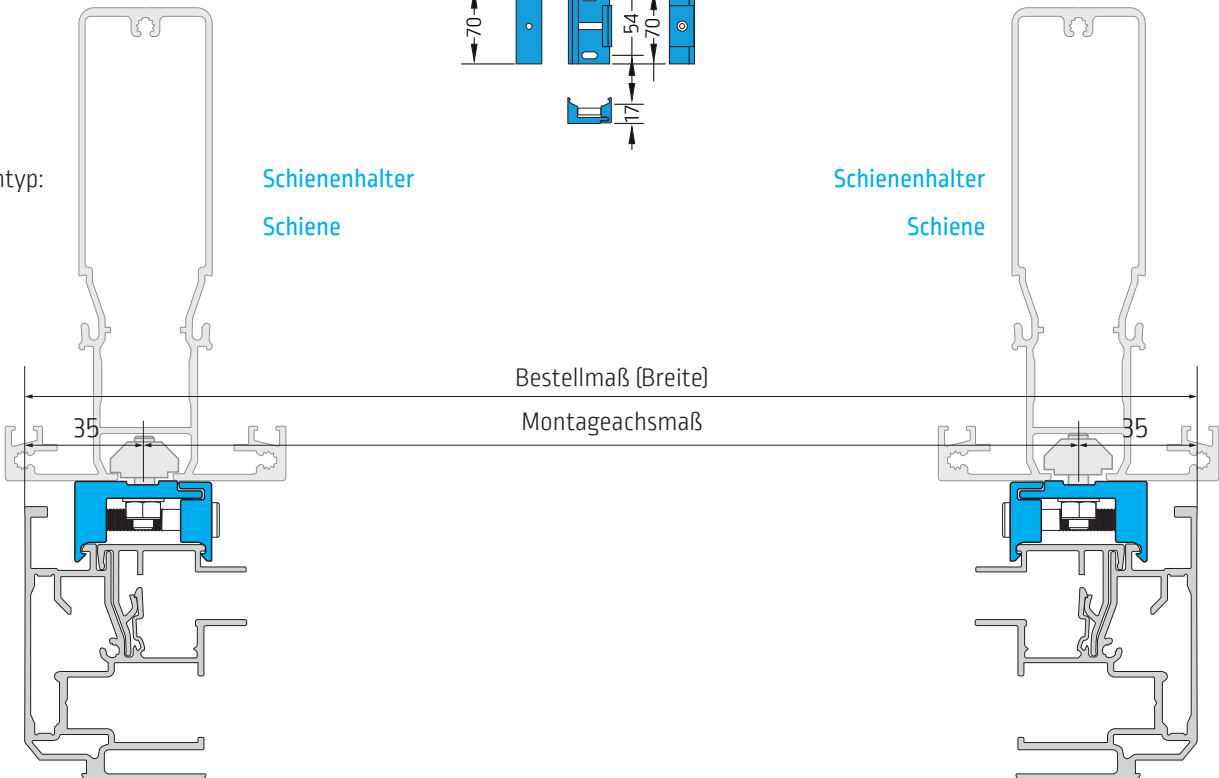 70
54
70
17
ntyp:
Schienenhalter
Schienenhalter
Schiene
Schiene
Bestellmaß (Breite)
35
Montageachsmaß
35